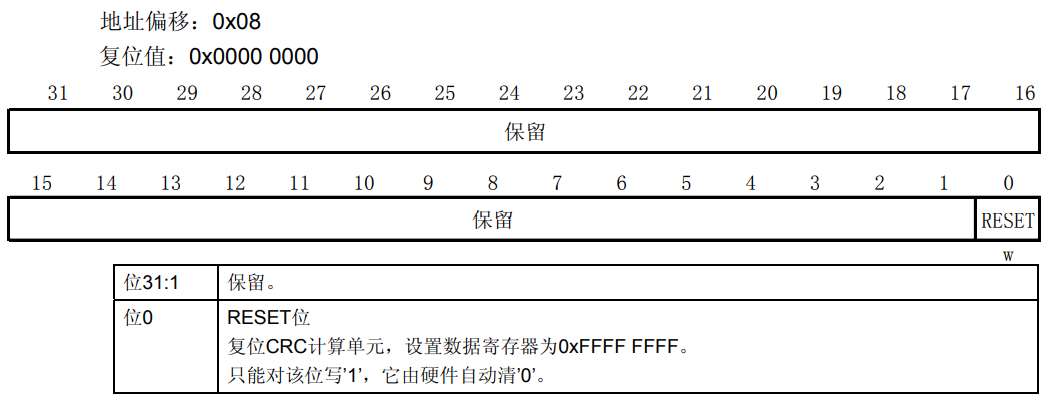 地址偏移：0x08
复位值：0x0000 0000
31 30 29 28 27 26 25 24 23 22 21 20 19 18 17 16
保留
15 14 13 12 11 10 9 8 7 6 5 4 3 2 1 0
保留 RESET
w
位31:1 保留。
位0 RESET位
复位CRC计算单元，设置数据寄存器为0xFFFF FFFF。
只能对该位写’1’，它由硬件自动清’0’。